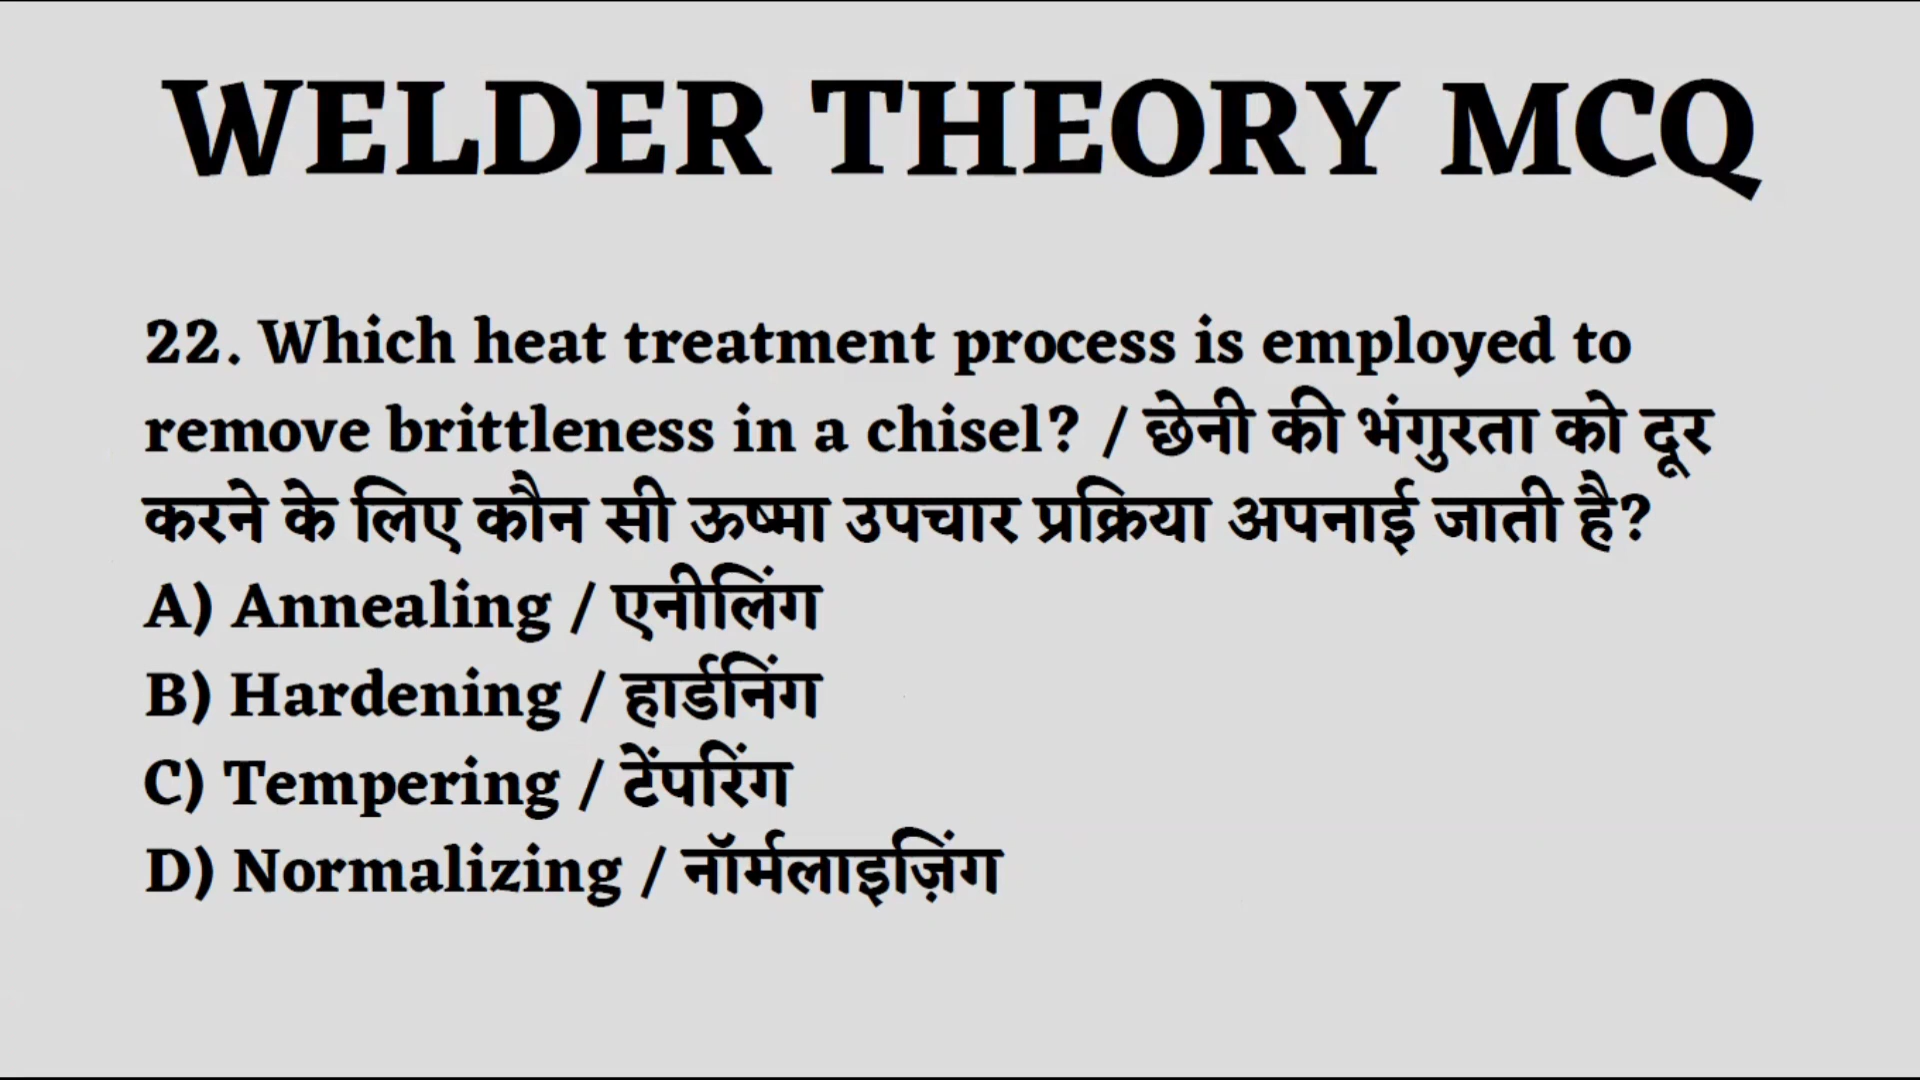 WELDER THEORY MCQ
22. Which heat treatment process is employed to
remove brittleness in a chisel? / छेनी की भंगुरता को दूर
करने के लिए कौन सी ऊष्मा उपचार प्रक्रिया अपनाई जाती है?
A) Annealing / एनीलिंग
B) Hardening / हार्डनिंग
C) Tempering / टेंपरिंग
D) Normalizing / नॉर्मलाइज़िंग